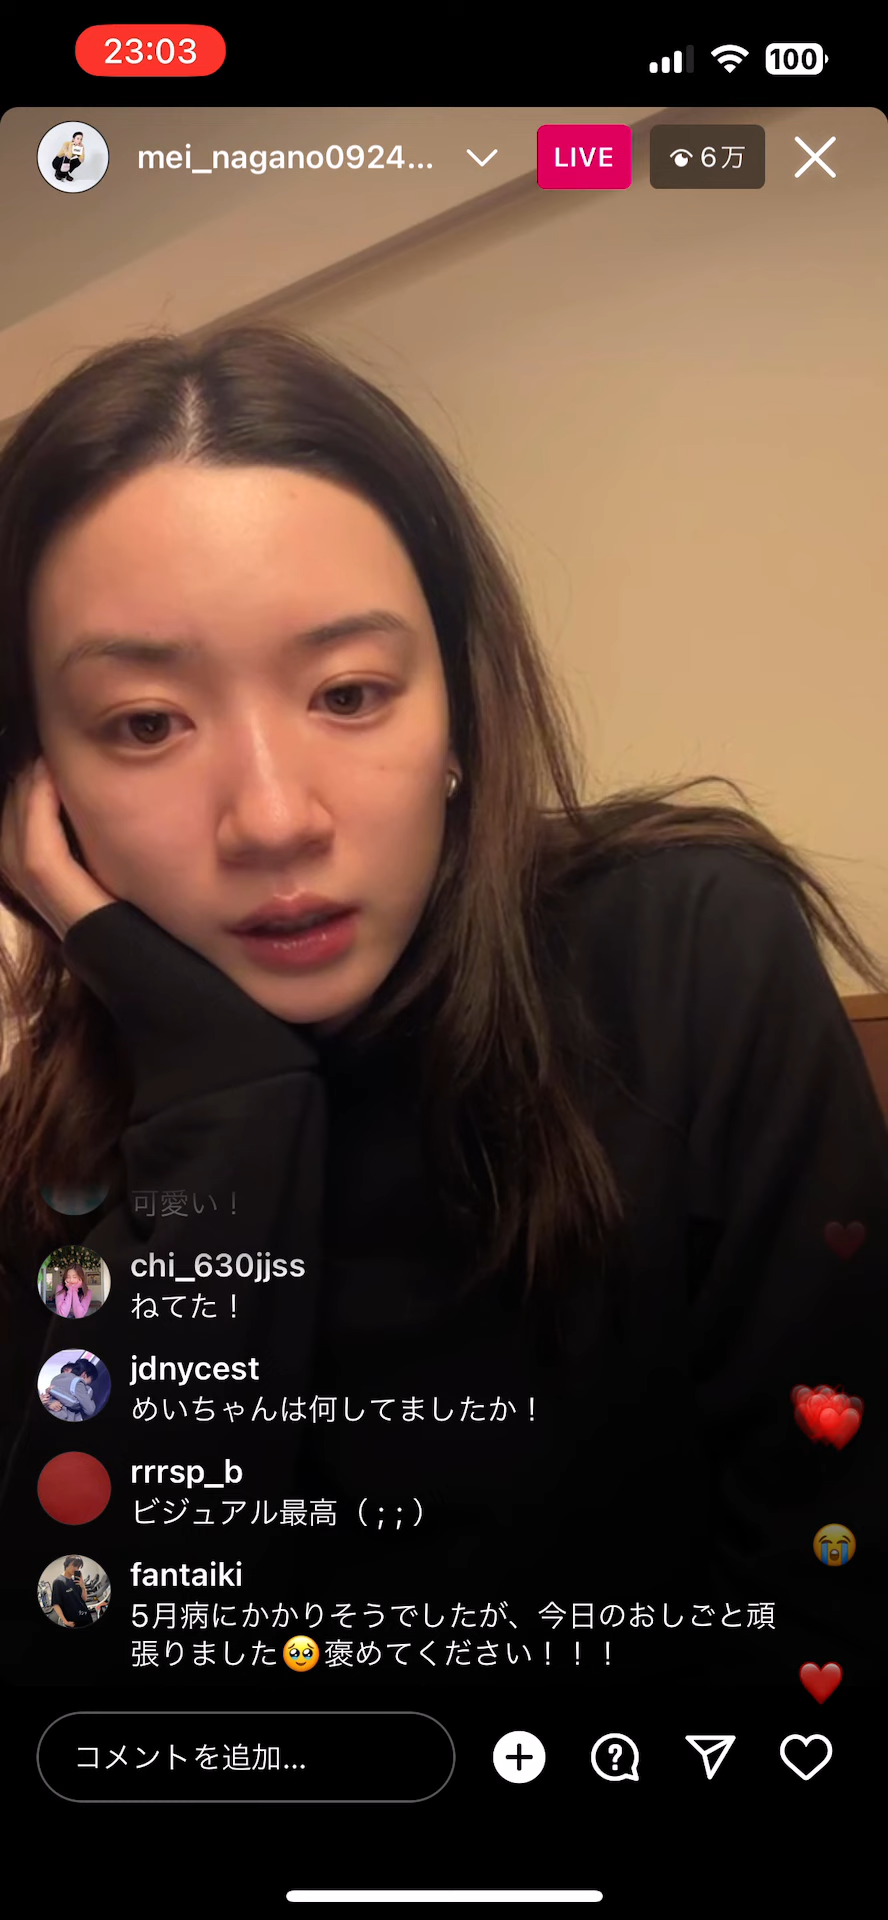 23:03
100
mei_nagano0924...
LIVE
6万
可愛い！
chi_630jjss
ねてた！
jdnycest
めいちゃんは何してましたか！
rrrsp_b
ビジュアル最高（ ; ; ）
fantaiki
5月病にかかりそうでしたが、今日のおしごと頑
張りました🥹褒めてください！！！
コメントを追加...